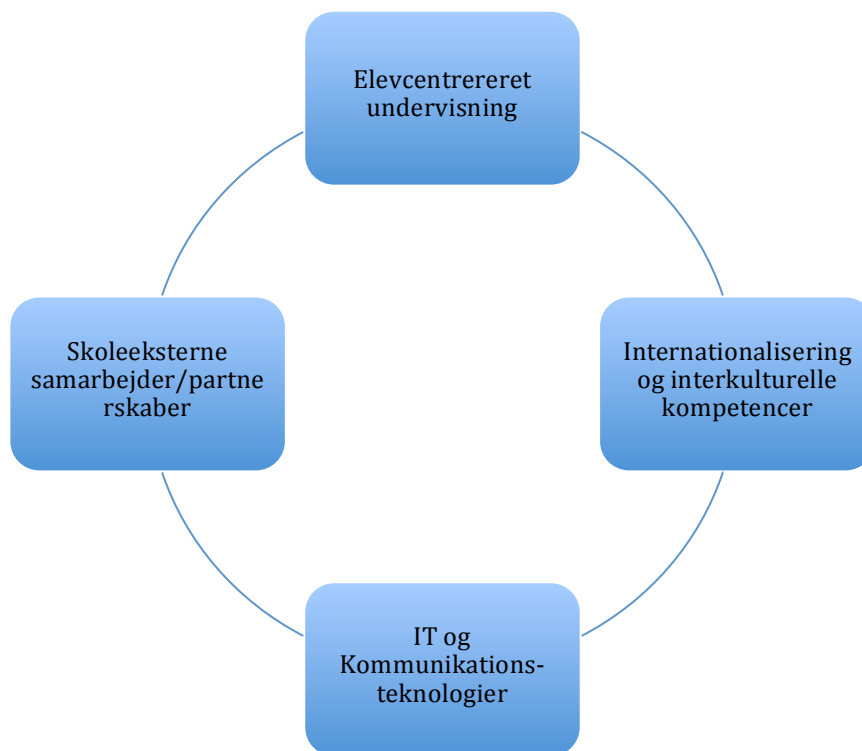 Elevcentrereret
undervisning
Skoleeksterne
samarbejder/partne
rskaber
Internationalisering
og interkulturelle
kompetencer
IT og
Kommunikations-
teknologier